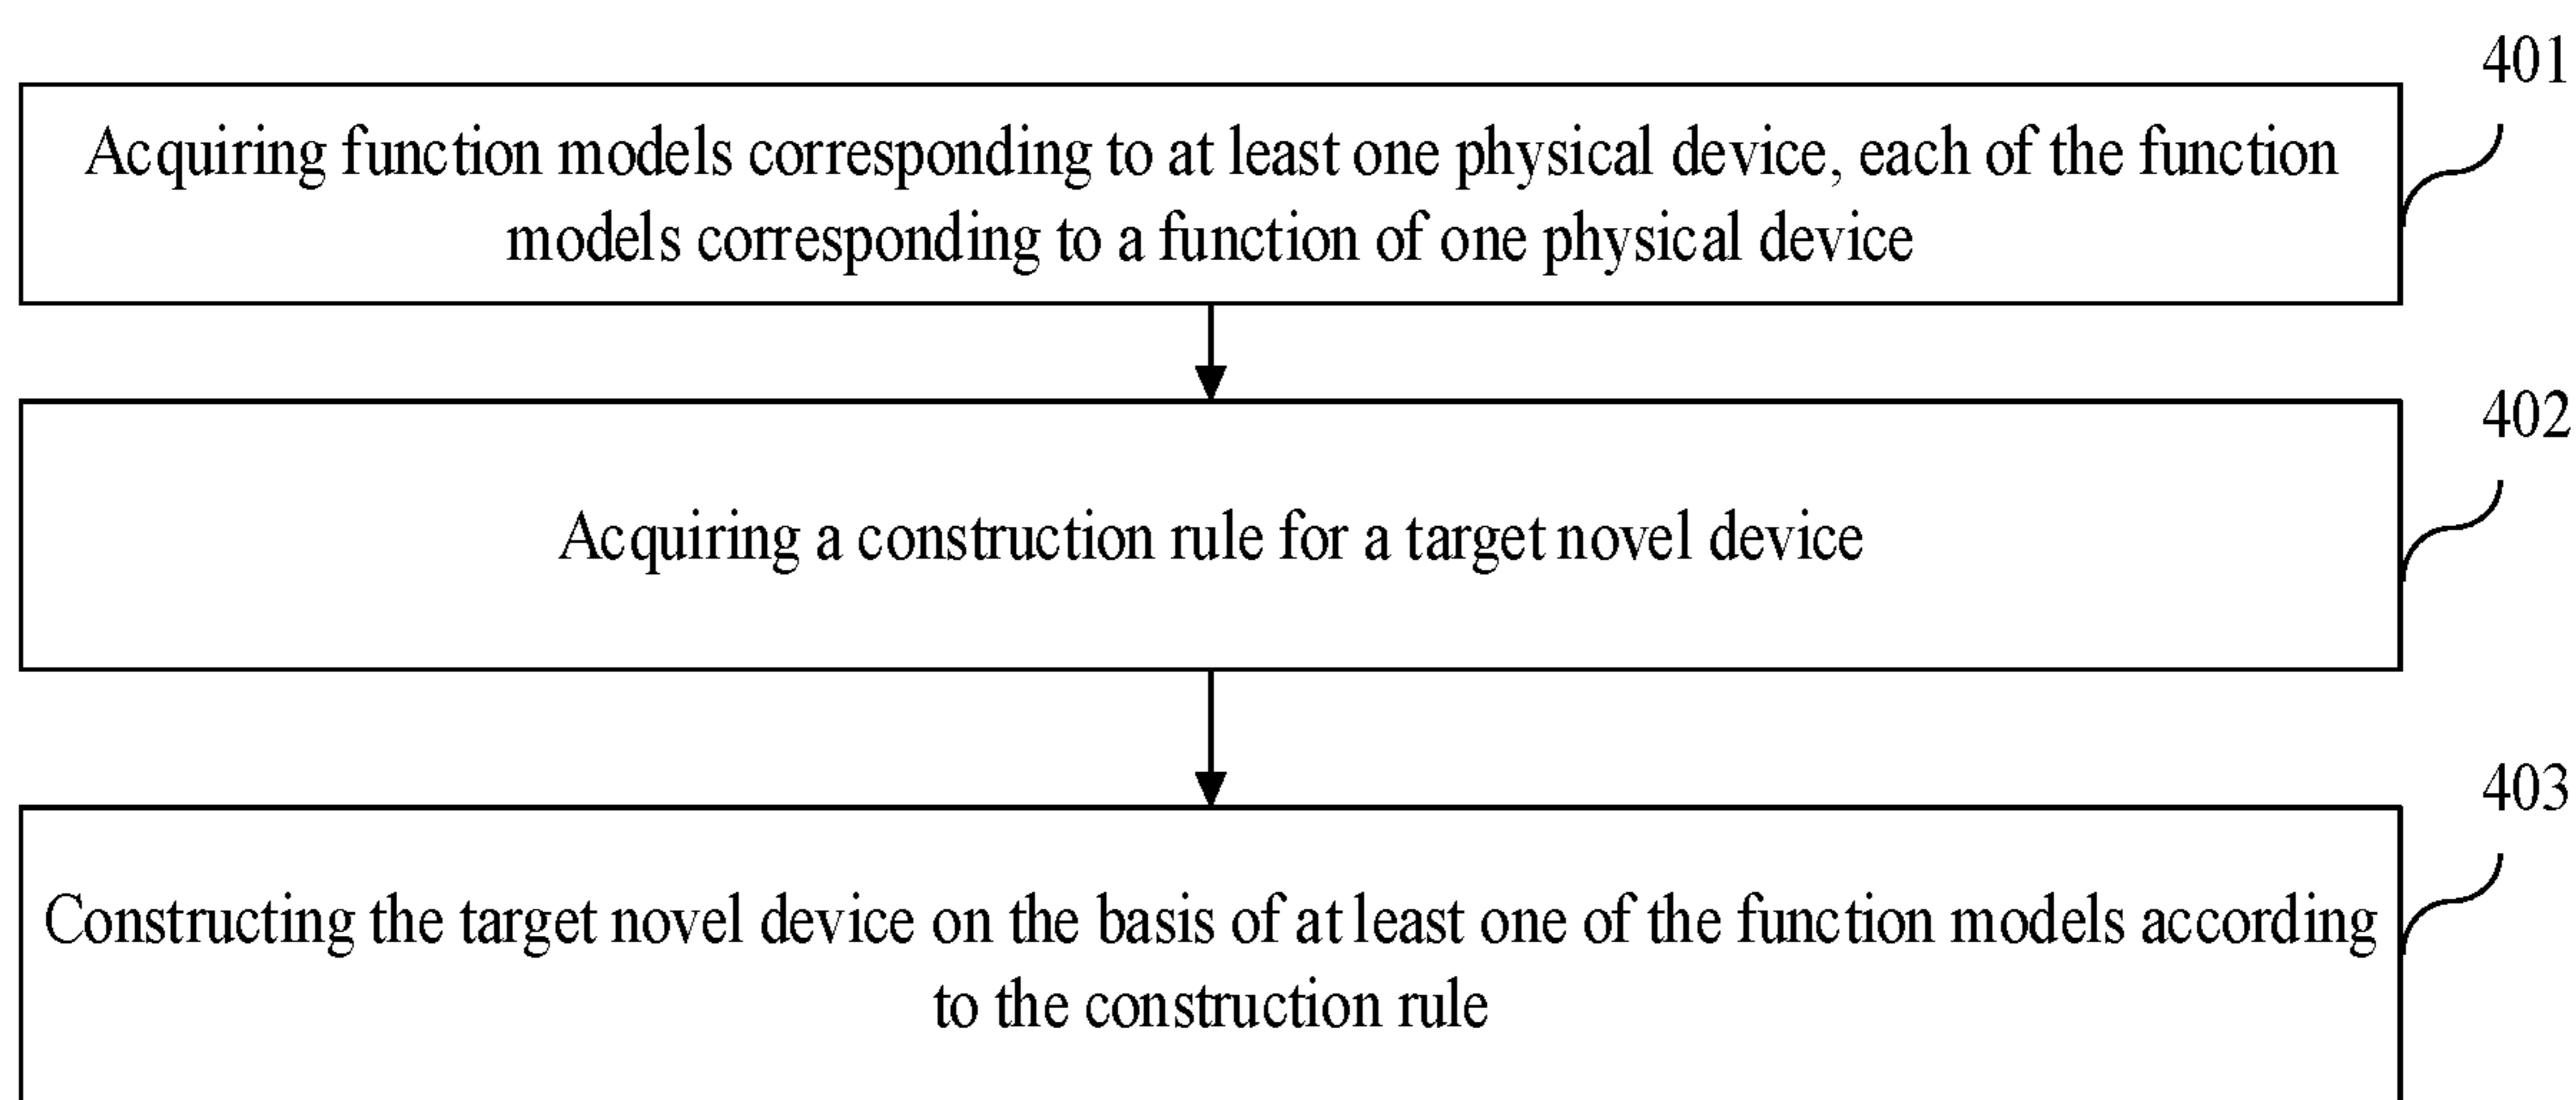 401
Acquiring function models corresponding to at least one physical device, each of the function
models corresponding to a function of one physical device
402
Acquiring a construction rule for a target novel device
403
Constructing the target novel device on the basis of at least one of the function models according
to the construction rule